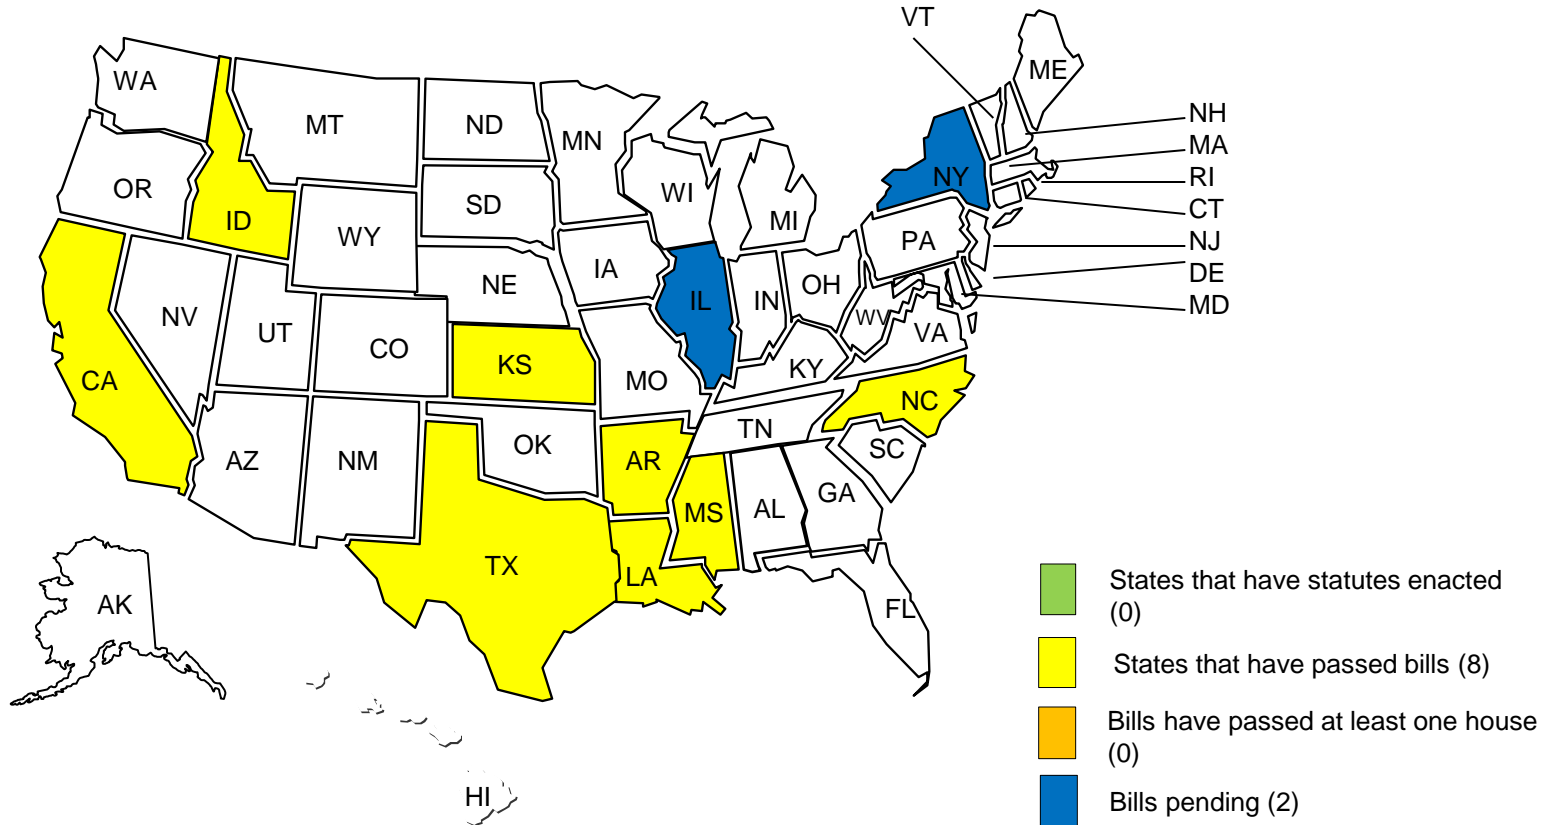 VT
ME
WA
MT
ND
MN
NH
MA
OR
ID
SD
WI
MI
NY
RI
CT
WY
PA
NJ
IA
NE
OH
DE
NV
IL
IN
MD
UT
CO
WV
VA
CA
KS
MO
KY
NC
AZ
NM
OK
TN
SC
AR
GA
MS
AL
TX
LA
AK
FL
HI
States that have statutes enacted
(0)
States that have passed bills (8)
Bills have passed at least one house
(0)
Bills pending (2)